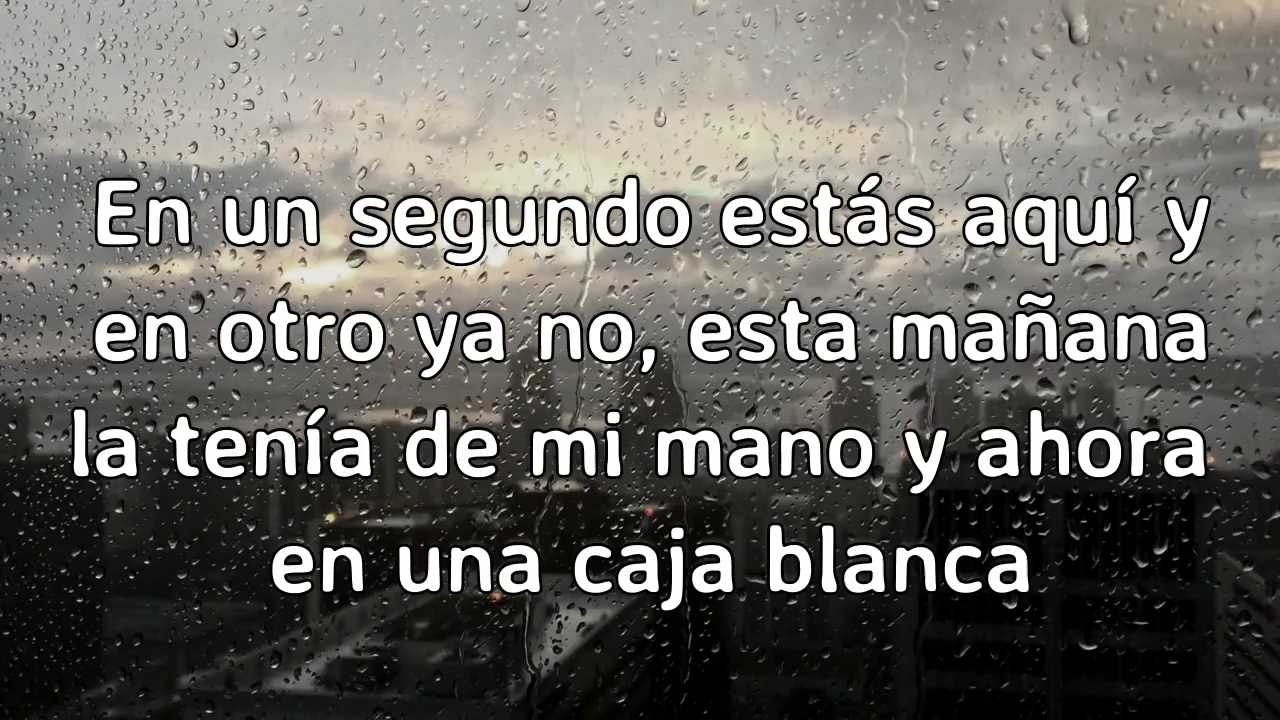 En un segundo estás aquí y
en otro ya no, esta mañana
la tenía de mi mano y ahora
en una caja blanca